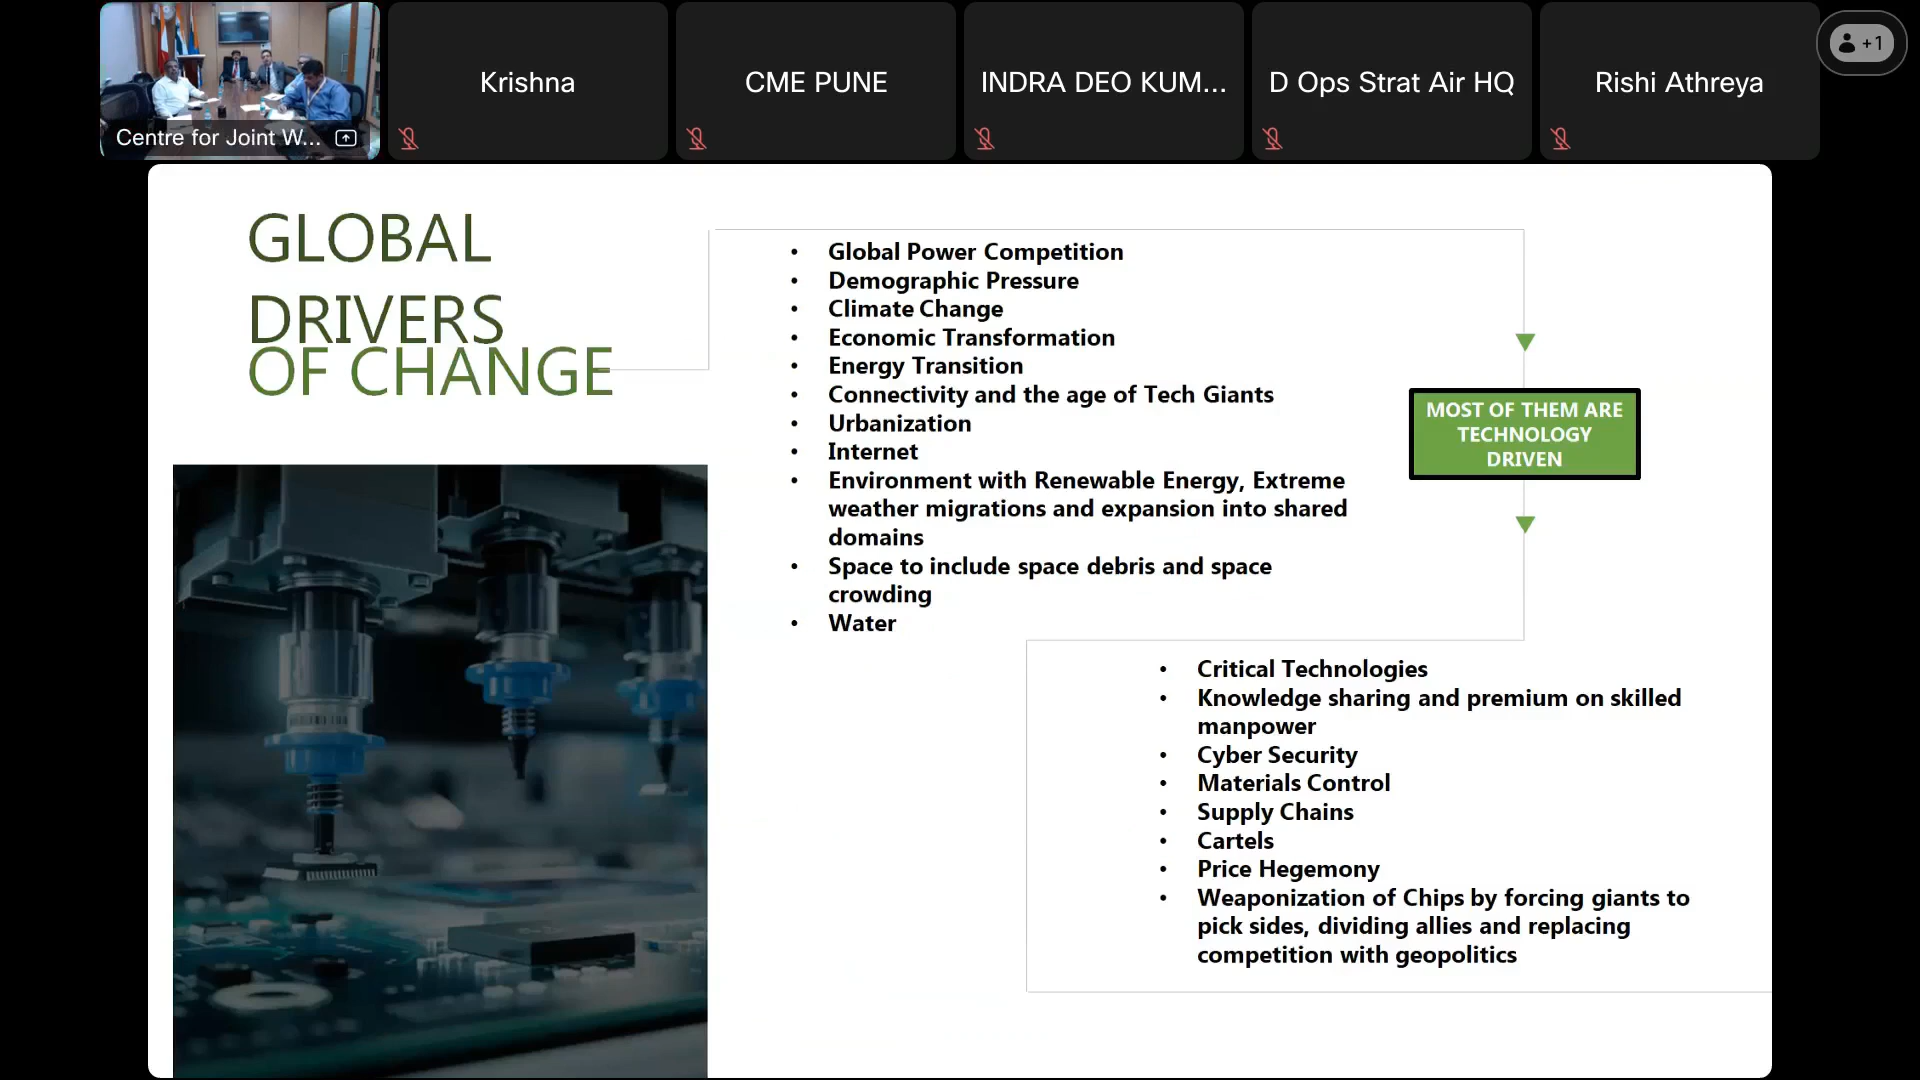 Centre for Joint W...
Krishna
CME PUNE
INDRA DEO KUM...
D Ops Strat Air HQ
Rishi Athreya
+1
GLOBAL
DRIVERS
OF CHANGE
• Global Power Competition
• Demographic Pressure
• Climate Change
• Economic Transformation
• Energy Transition
• Connectivity and the age of Tech Giants
• Urbanization
• Internet
• Environment with Renewable Energy, Extreme
weather migrations and expansion into shared
domains
• Space to include space debris and space
crowding
• Water
MOST OF THEM ARE
TECHNOLOGY
DRIVEN
• Critical Technologies
• Knowledge sharing and premium on skilled
manpower
• Cyber Security
• Materials Control
• Supply Chains
• Cartels
• Price Hegemony
• Weaponization of Chips by forcing giants to
pick sides, dividing allies and replacing
competition with geopolitics